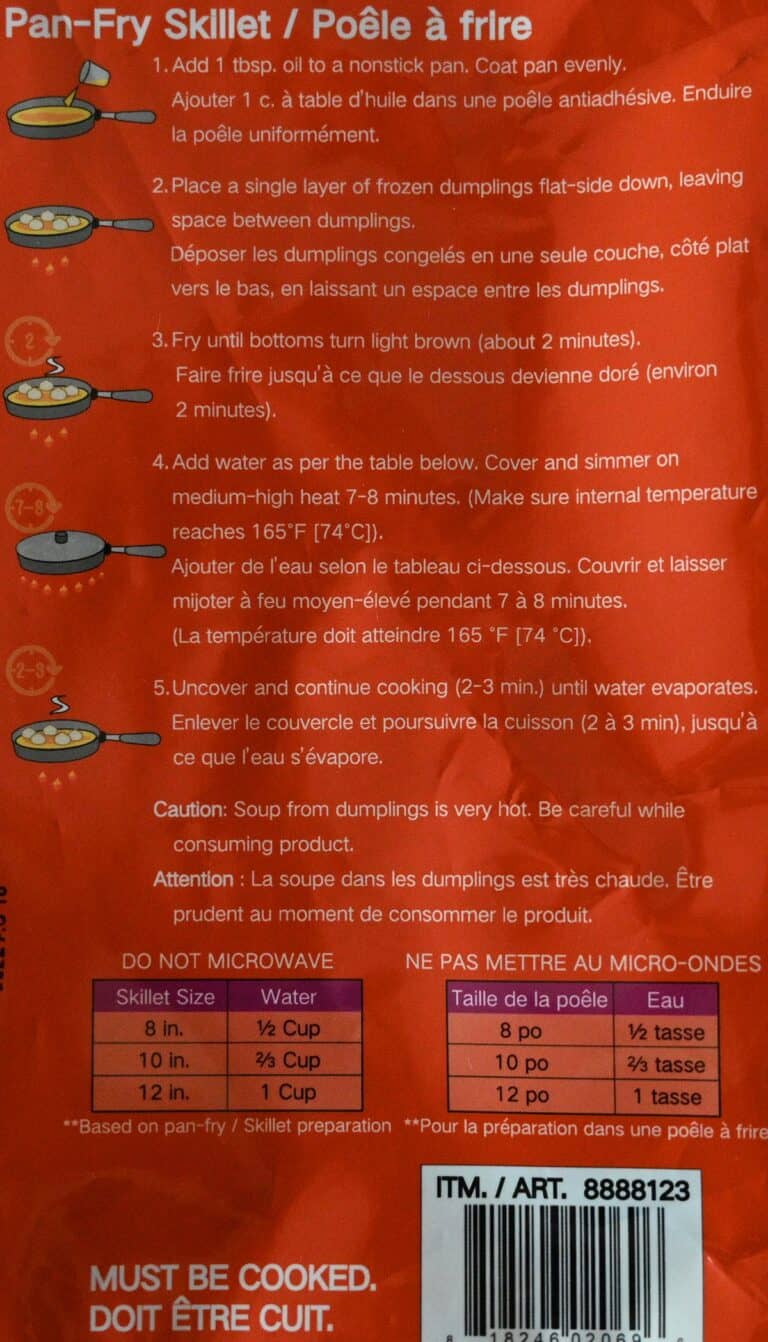 Pan-Fry Skillet / Poêle à frire
1. Add 1 tbsp. oil to a nonstick pan. Coat pan evenly.
Ajouter 1 c. à table d'huile dans une poêle antiadhésive. Enduire
la poêle uniformément.
2. Place a single layer of frozen dumplings flat-side down, leaving
space between dumplings.
Déposer les dumplings congelés en une seule couche, côté plat
vers le bas, en laissant un espace entre les dumplings.
2
3. Fry until bottoms turn light brown (about 2 minutes).
Faire frire jusqu'à ce que le dessous devienne doré (environ
2 minutes).
4. Add water as per the table below. Cover and simmer on
7-8
medium-high heat 7-8 minutes. (Make sure internal temperature
reaches 165°F [74°C]).
Ajouter de l'eau selon le tableau ci-dessous. Couvrir et laisser
mijoter à feu moyen-élevé pendant 7 à 8 minutes.
(La température doit atteindre 165 °F [74 °C]).
2-3
5. Uncover and continue cooking (2-3 min.) until water evaporates.
Enlever le couvercle et poursuivre la cuisson (2 à 3 min), jusqu'à
ce que l'eau s'évapore.
Caution: Soup from dumplings is very hot. Be careful while
consuming product.
Attention : La soupe dans les dumplings est très chaude. Être
prudent au moment de consommer le produit.
DO NOT MICROWAVE
Skillet Size Water
8 in. ½ Cup
10 in. ⅔ Cup
12 in. 1 Cup
**Based on pan-fry / Skillet preparation
NE PAS METTRE AU MICRO-ONDES
Taille de la poêle Eau
8 po ½ tasse
10 po ⅔ tasse
12 po 1 tasse
**Pour la préparation dans une poêle à frire
ITM. / ART. 8888123
8 18246 02069
MUST BE COOKED.
DOIT ÊTRE CUIT.